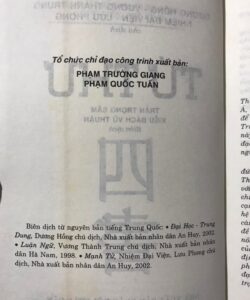 Tổ chức chỉ đạo công trình xuất bản:
PHẠM TRƯỜNG GIANG
PHẠM QUỐC TUẤN
Biên dịch từ nguyên bản tiếng Trung Quốc: • Đại Học - Trung
Dung, Dương Hồng chú dịch, Nhà xuất bản nhân dân An Huy, 2002
• Luận Ngữ, Vương Thành Trung chú dịch, Nhà xuất bản nhân
dân Hà Nam, 1998. • Mạnh Tử, Nhiệm Đại Viện, Lưu Phong chú
dịch, Nhà xuất bản nhân dân An Huy, 2002.